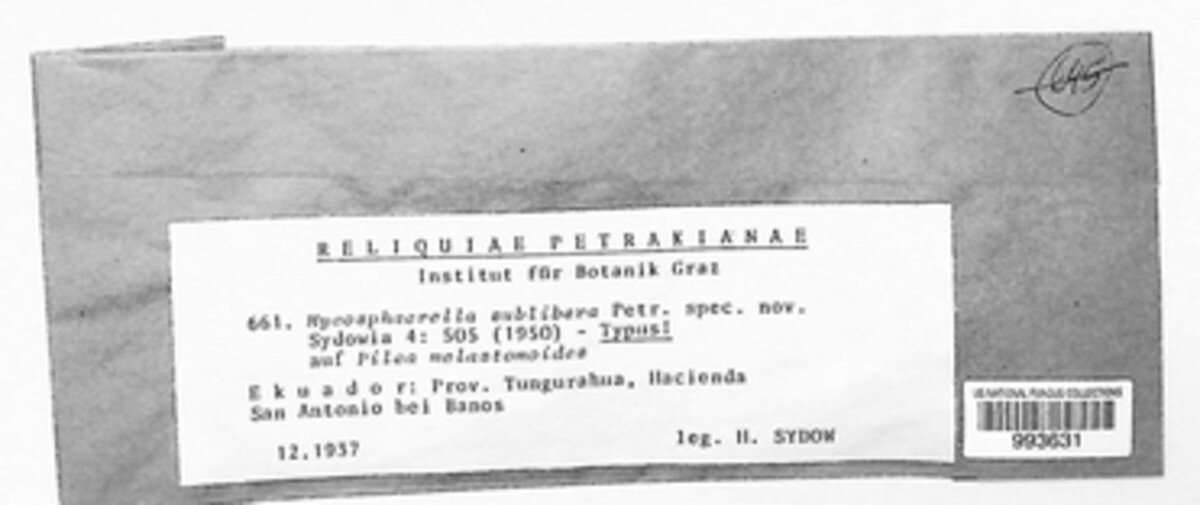 645
RELIQUIAE PETRAKIANAE
Institut für Botanik Graz
661. Mycosphaerella sublibera Petr. spec. nov.
Sydowia 4: 505 (1950) - Typus!
auf Pilea melastomoides
Ekuador: Prov. Tungurahua, Hacienda
San Antonio bei Banos
12.1937
leg. H. SYDOW
US NATIONAL FUNGUS COLLECTIONS
993631